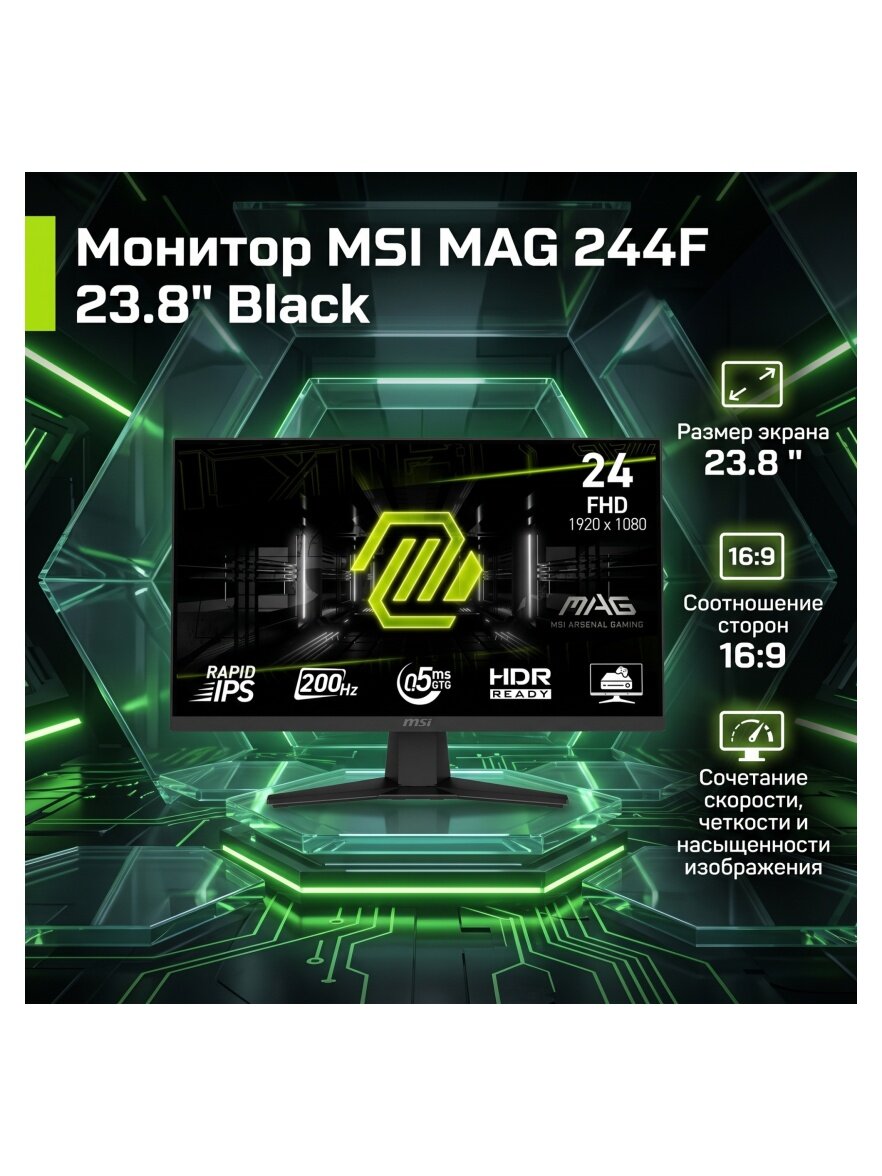 Монитор MSI MAG 244F
23.8" Black
Размер экрана
23.8 "
16:9
Соотношение
сторон
16:9
Сочетание
скорости,
четкости и
насыщенности
изображения
24
FHD
1920 x 1080
MAG
MSI ARSENAL GAMING
RAPID
IPS
200Hz
0.5ms
GTG
HDR
READY
msi